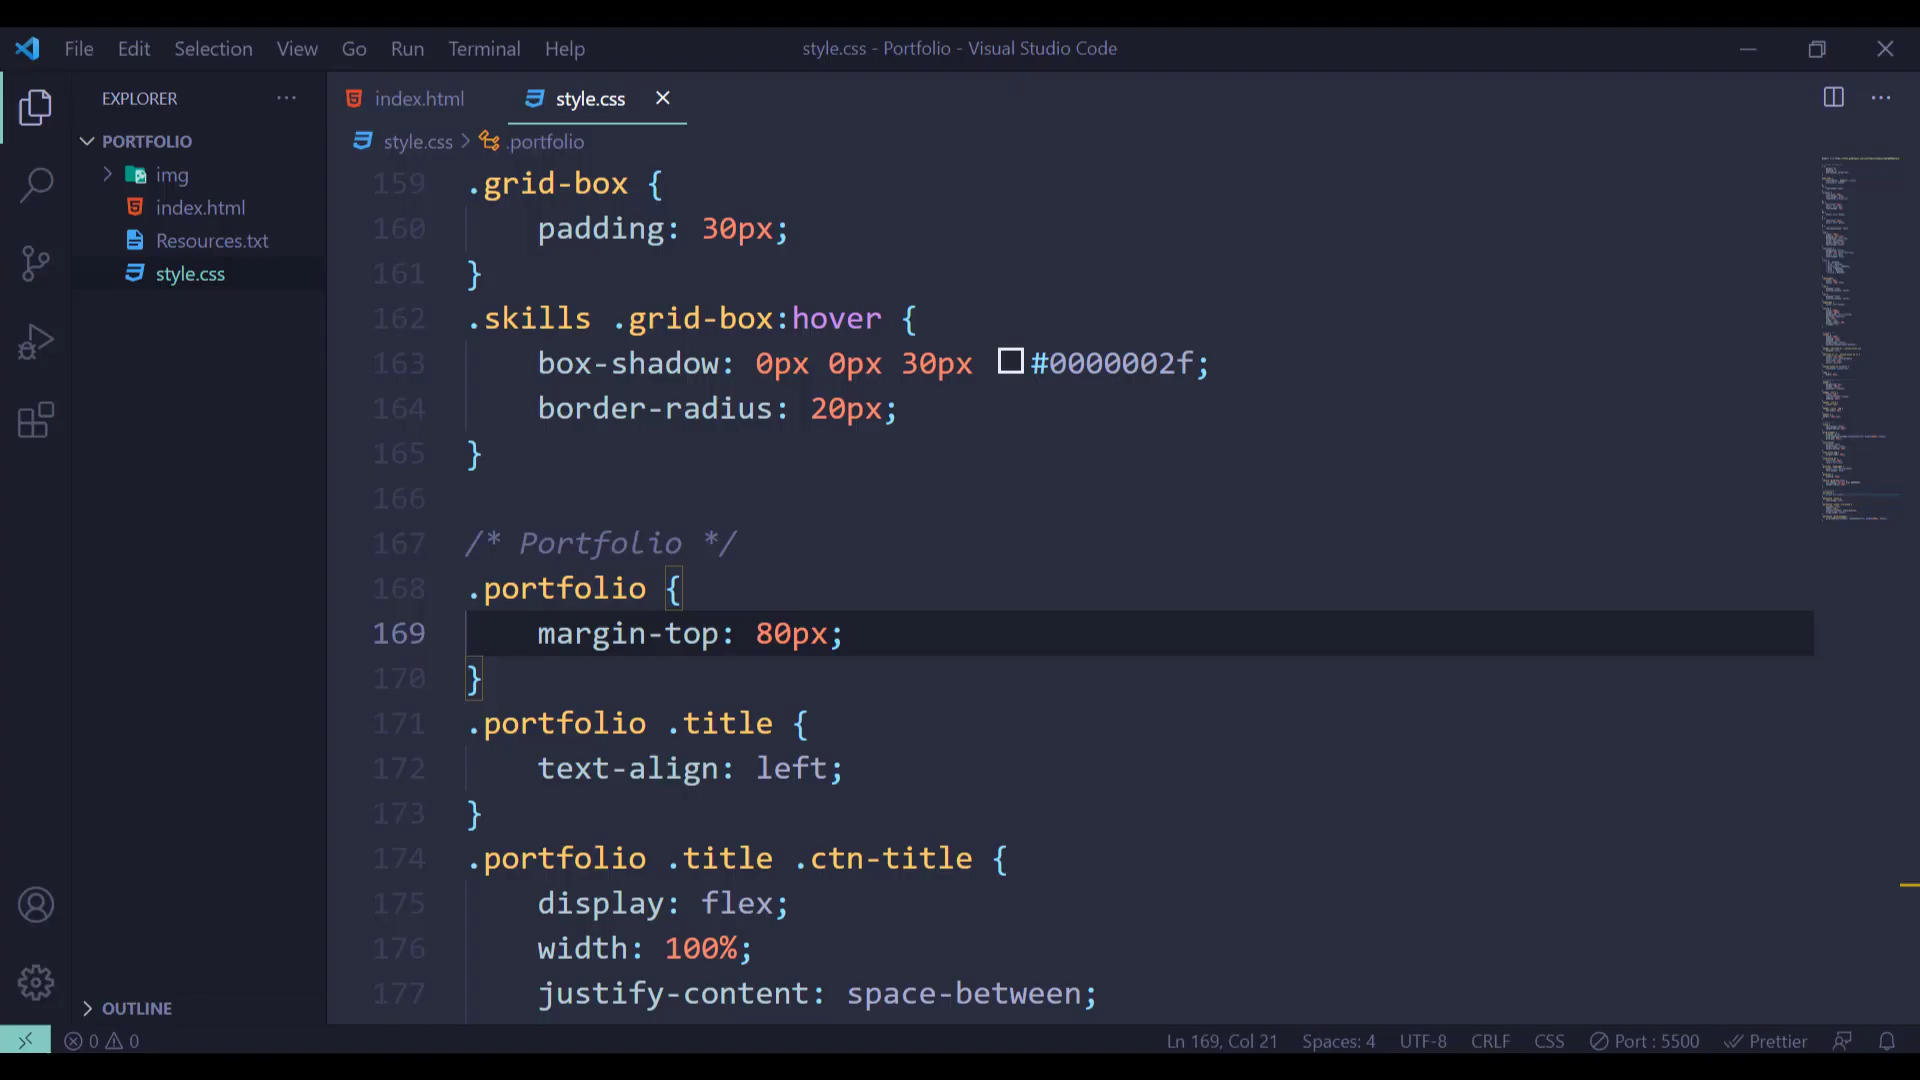 File Edit Selection View Go Run Terminal Help
style.css - Portfolio - Visual Studio Code
EXPLORER
PORTFOLIO
img
index.html
Resources.txt
style.css
OUTLINE
index.html
style.css
style.css > .portfolio
159 .grid-box {
160 padding: 30px;
161 }
162 .skills .grid-box:hover {
163 box-shadow: 0px 0px 30px #0000002f;
164 border-radius: 20px;
165 }
166
167 /* Portfolio */
168 .portfolio {
169 margin-top: 80px;
170 }
171 .portfolio .title {
172 text-align: left;
173 }
174 .portfolio .title .ctn-title {
175 display: flex;
176 width: 100%;
177 justify-content: space-between;
0 0
Ln 169, Col 21 Spaces: 4 UTF-8 CRLF CSS Port : 5500 Prettier